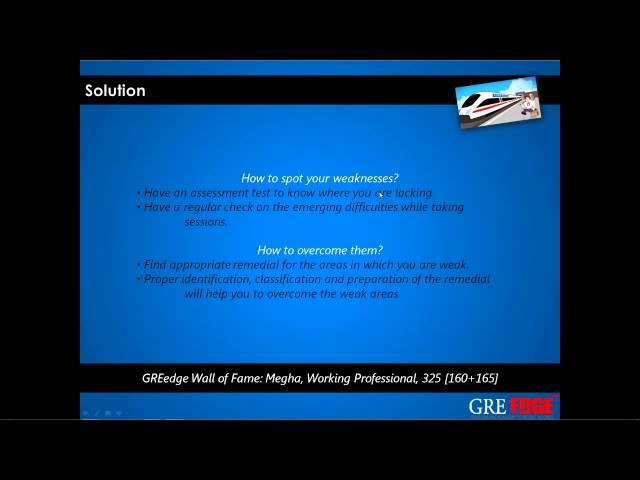 Solution
How to spot your weaknesses?
• Have an assessment test to know where you are lacking
• Have a regular check on the emerging difficulties while taking
sessions.
How to overcome them?
• Find appropriate remedial for the areas in which you are weak.
• Proper identification, classification and preparation of the remedial
will help you to overcome the weak areas
GREedge Wall of Fame: Megha, Working Professional, 325 [160+165]
GRE EDGE